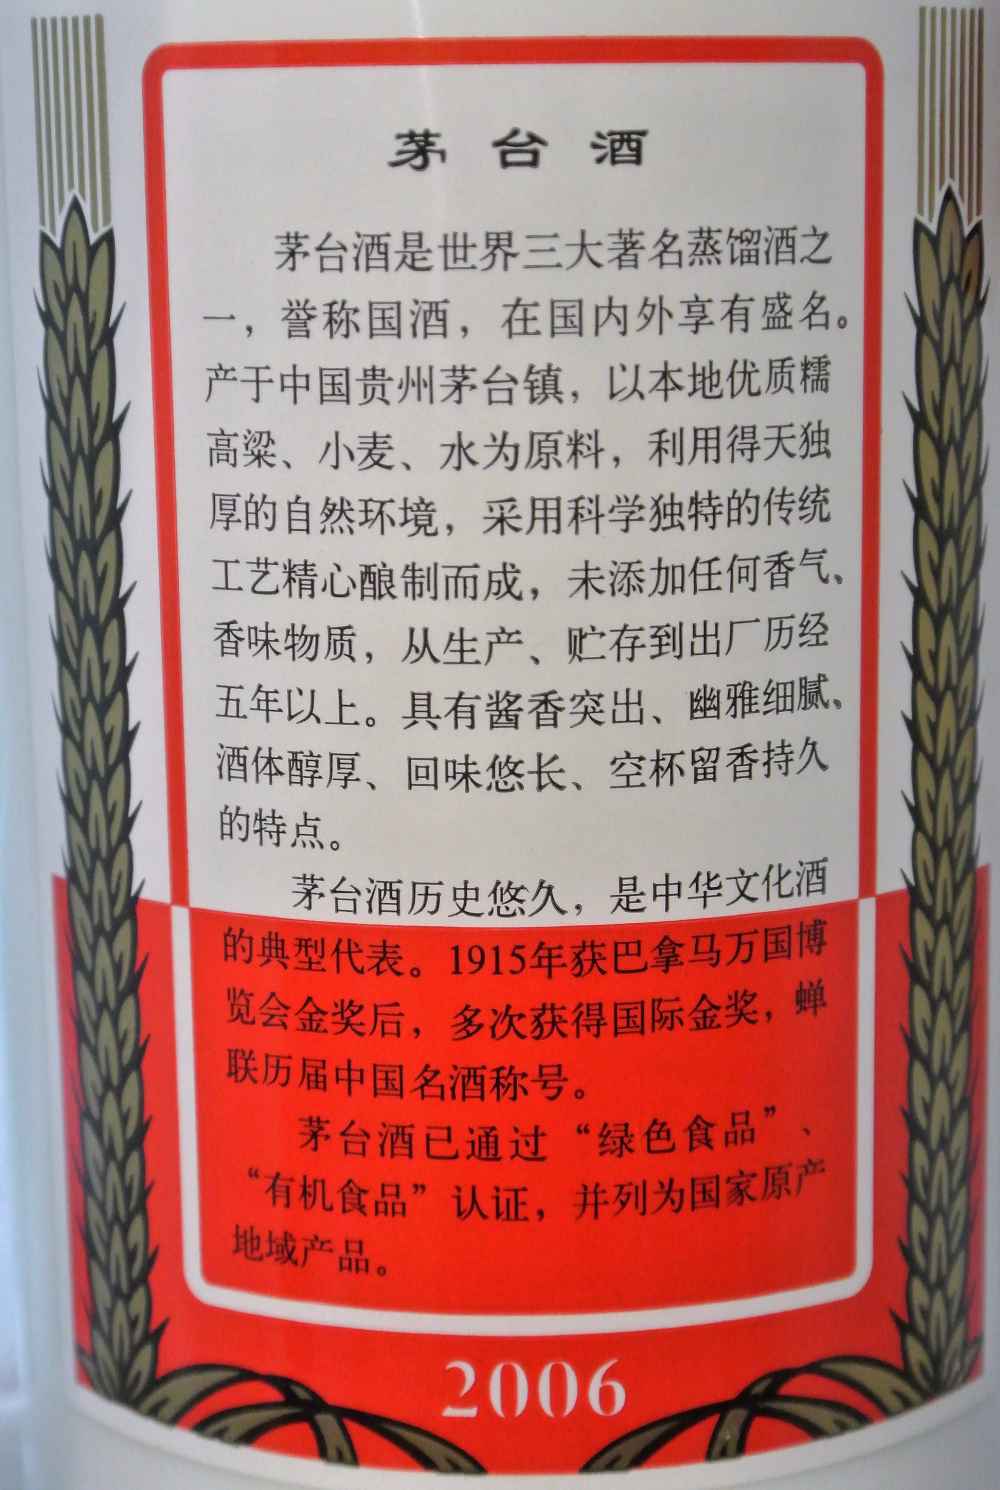 茅台酒
茅台酒是世界三大著名蒸馏酒之
一，誉称国酒，在国内外享有盛名。
产于中国贵州茅台镇，以本地优质糯
高粱、小麦、水为原料，利用得天独
厚的自然环境，采用科学独特的传统
工艺精心酿制而成，未添加任何香气、
香味物质，从生产、贮存到出厂历经
五年以上。具有酱香突出、幽雅细腻、
酒体醇厚、回味悠长、空杯留香持久
的特点。
茅台酒历史悠久，是中华文化酒
的典型代表。1915年获巴拿马万国博
览会金奖后，多次获得国际金奖，蝉
联历届中国名酒称号。
茅台酒已通过“绿色食品”、
“有机食品”认证，并列为国家原产
地域产品。
2006